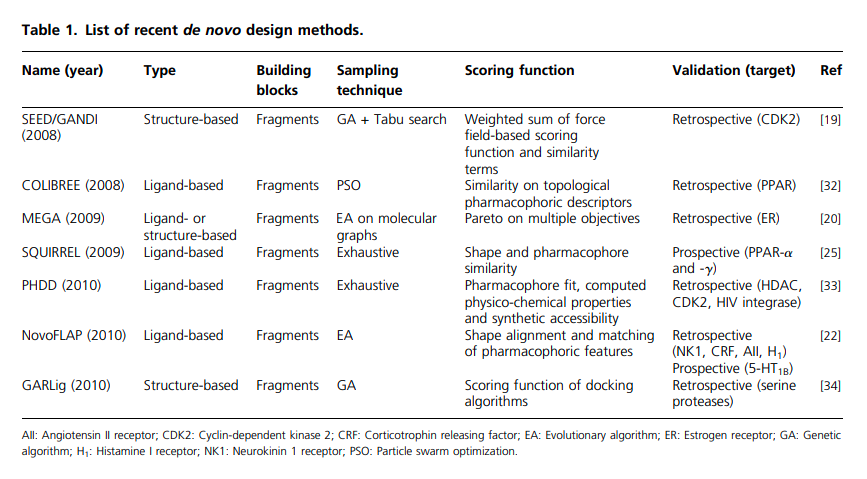 Table 1. List of recent de novo design methods.
Name (year) Type Building blocks Sampling technique Scoring function Validation (target) Ref
SEED/GANDI (2008) Structure-based Fragments GA + Tabu search Weighted sum of force field-based scoring function and similarity terms Retrospective (CDK2) [19]
COLIBREE (2008) Ligand-based Fragments PSO Similarity on topological pharmacophoric descriptors Retrospective (PPAR) [32]
MEGA (2009) Ligand- or structure-based Fragments EA on molecular graphs Pareto on multiple objectives Retrospective (ER) [20]
SQUIRREL (2009) Ligand-based Fragments Exhaustive Shape and pharmacophore similarity Prospective (PPAR-α and -γ) [25]
PHDD (2010) Ligand-based Fragments Exhaustive Pharmacophore fit, computed physico-chemical properties and synthetic accessibility Retrospective (HDAC, CDK2, HIV integrase) [33]
NovoFLAP (2010) Ligand-based Fragments EA Shape alignment and matching of pharmacophoric features Retrospective (NK1, CRF, AII, H₁) Prospective (5-HT1B) [22]
GARLig (2010) Structure-based Fragments GA Scoring function of docking algorithms Retrospective (serine proteases) [34]
AII: Angiotensin II receptor; CDK2: Cyclin-dependent kinase 2; CRF: Corticotrophin releasing factor; EA: Evolutionary algorithm; ER: Estrogen receptor; GA: Genetic
algorithm; H₁: Histamine I receptor; NK1: Neurokinin 1 receptor; PSO: Particle swarm optimization.